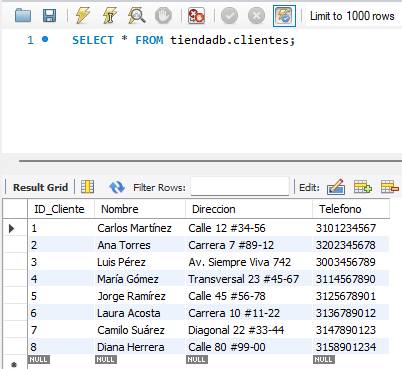 Limit to 1000 rows
1 SELECT * FROM tiendadb.clientes;
Result Grid Filter Rows: Edit:
ID_Cliente Nombre Direccion Telefono
1 Carlos Martínez Calle 12 #34-56 3101234567
2 Ana Torres Carrera 7 #89-12 3202345678
3 Luis Pérez Av. Siempre Viva 742 3003456789
4 María Gómez Transversal 23 #45-67 3114567890
5 Jorge Ramírez Calle 45 #56-78 3125678901
6 Laura Acosta Carrera 10 #11-22 3136789012
7 Camilo Suárez Diagonal 22 #33-44 3147890123
8 Diana Herrera Calle 80 #99-00 3158901234
NULL NULL NULL NULL